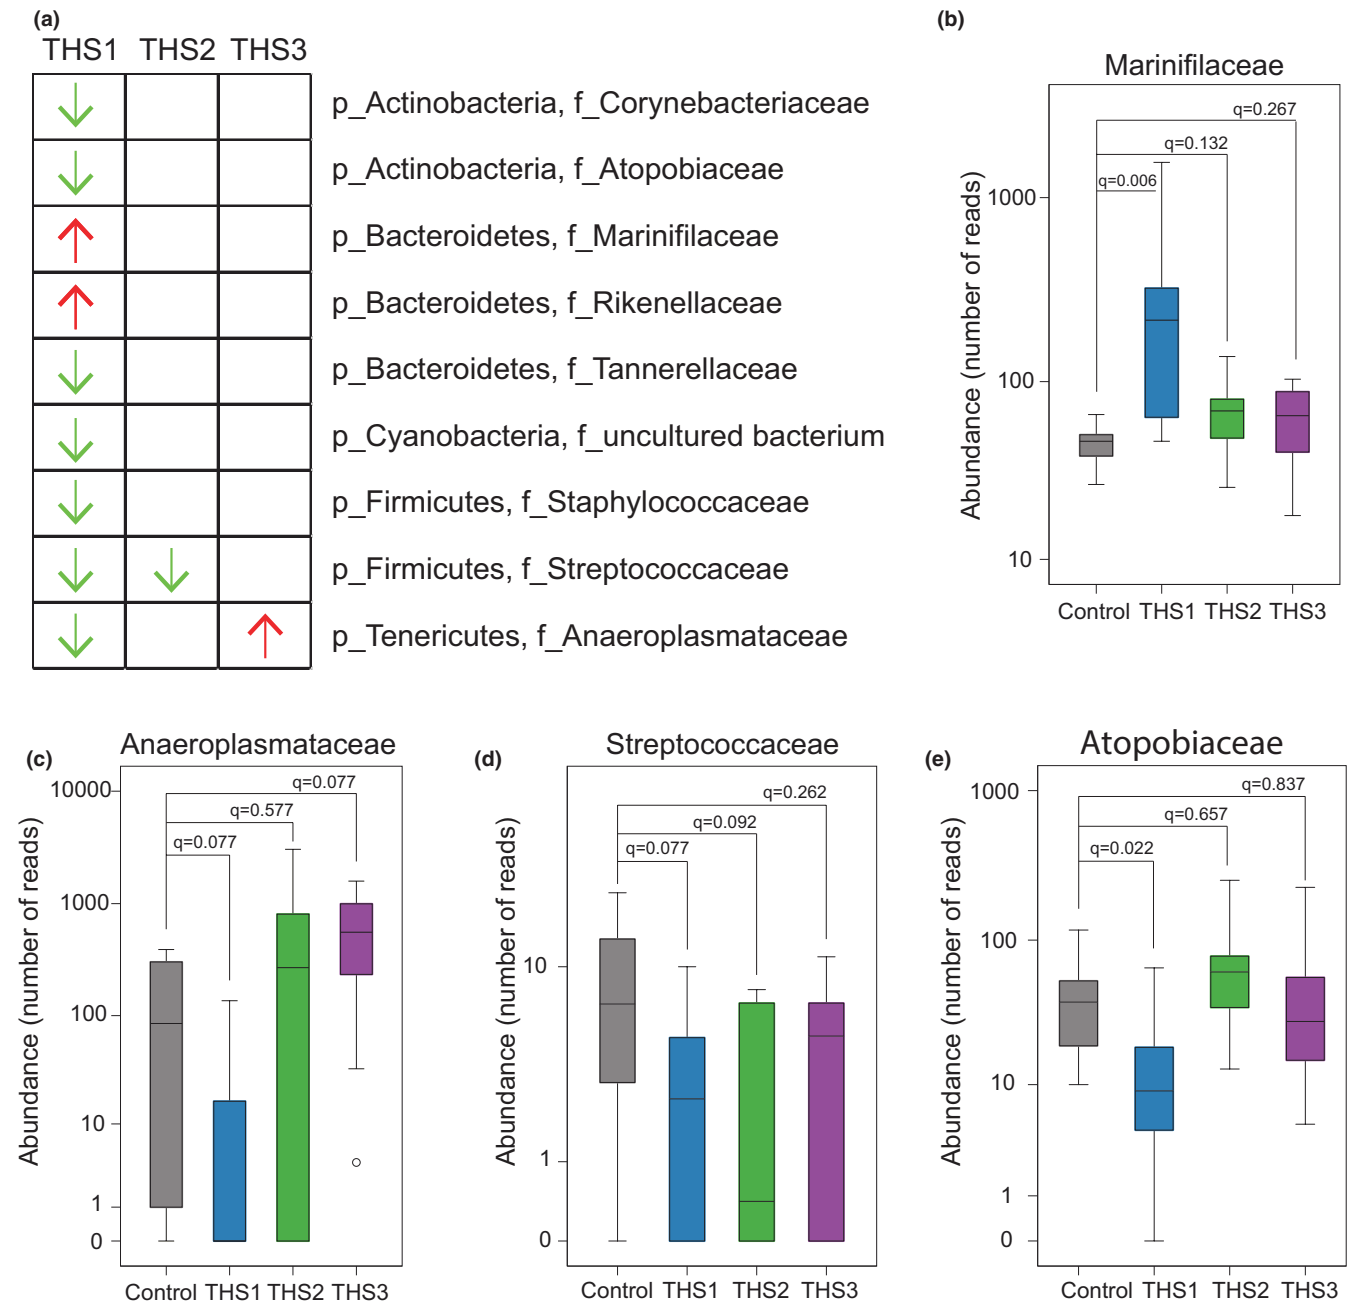 (a)
THS1 THS2 THS3
p_Actinobacteria, f_Corynebacteriaceae
p_Actinobacteria, f_Atopobiaceae
p_Bacteroidetes, f_Marinifilaceae
p_Bacteroidetes, f_Rikenellaceae
p_Bacteroidetes, f_Tannerellaceae
p_Cyanobacteria, f_uncultured bacterium
p_Firmicutes, f_Staphylococcaceae
p_Firmicutes, f_Streptococcaceae
p_Tenericutes, f_Anaeroplasmataceae
(b)
Marinifilaceae
q=0.267
q=0.132
q=0.006
Abundance (number of reads)
1000
100
10
Control THS1 THS2 THS3
(c)
Anaeroplasmataceae
q=0.077
q=0.577
q=0.077
Abundance (number of reads)
10000
1000
100
10
1
0
Control THS1 THS2 THS3
(d)
Streptococcaceae
q=0.262
q=0.092
q=0.077
Abundance (number of reads)
10
1
0
Control THS1 THS2 THS3
(e)
Atopobiaceae
q=0.837
q=0.657
q=0.022
Abundance (number of reads)
1000
100
10
1
0
Control THS1 THS2 THS3